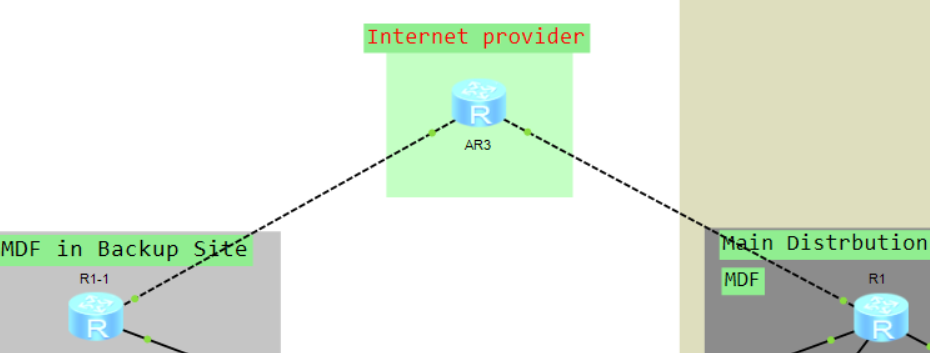 Internet provider
R
AR3
MDF in Backup Site
R1-1
R
Main Distrbution
MDF
R1
R